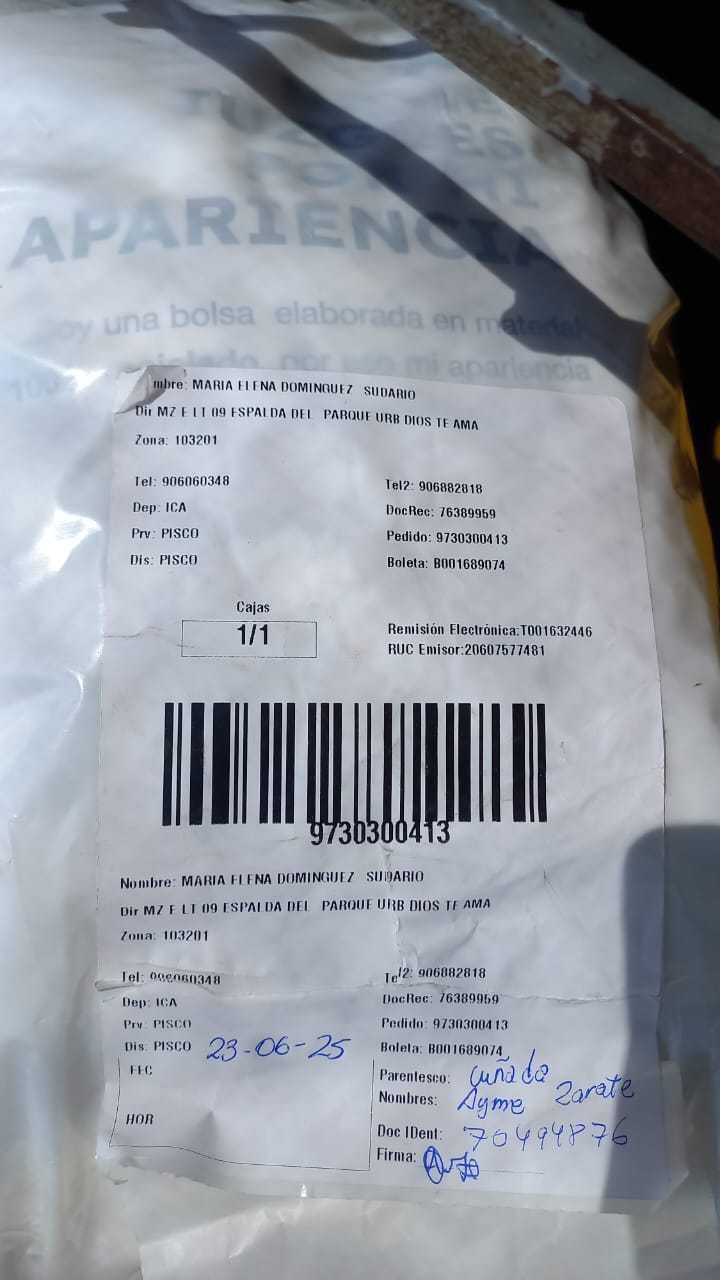 APARIENCIA
soy una bolsa elaborada en material
100% reciclado, por eso mi apariencia
mbre: MARIA ELENA DOMINGUEZ SUDARIO
Dir MZ E LT 09 ESPALDA DEL PARQUE URB DIOS TE AMA
Zona: 103201
Tel: 906060348 Tel2: 906882818
Dep: ICA DocRec: 76389959
Prv: PISCO Pedido: 9730300413
Dis: PISCO Boleta: B001689074
Cajas
1/1
Remisión Electrónica:T001632446
RUC Emisor:20607577481
9730300413
Nombre: MARIA ELENA DOMINGUEZ SUDARIO
Dir MZ E LT 09 ESPALDA DEL PARQUE URB DIOS TE AMA
Zona: 103201
Tel: 906060348 Tel2: 906882818
Dep: ICA DocRec: 76389959
Prv: PISCO Pedido: 9730300413
Dis: PISCO 23-06-25 Boleta: B001689074
FEC Parentesco: Cuñada
Nombres: Ayme Zarate
HOR
Doc IDent: 70494876
Firma: